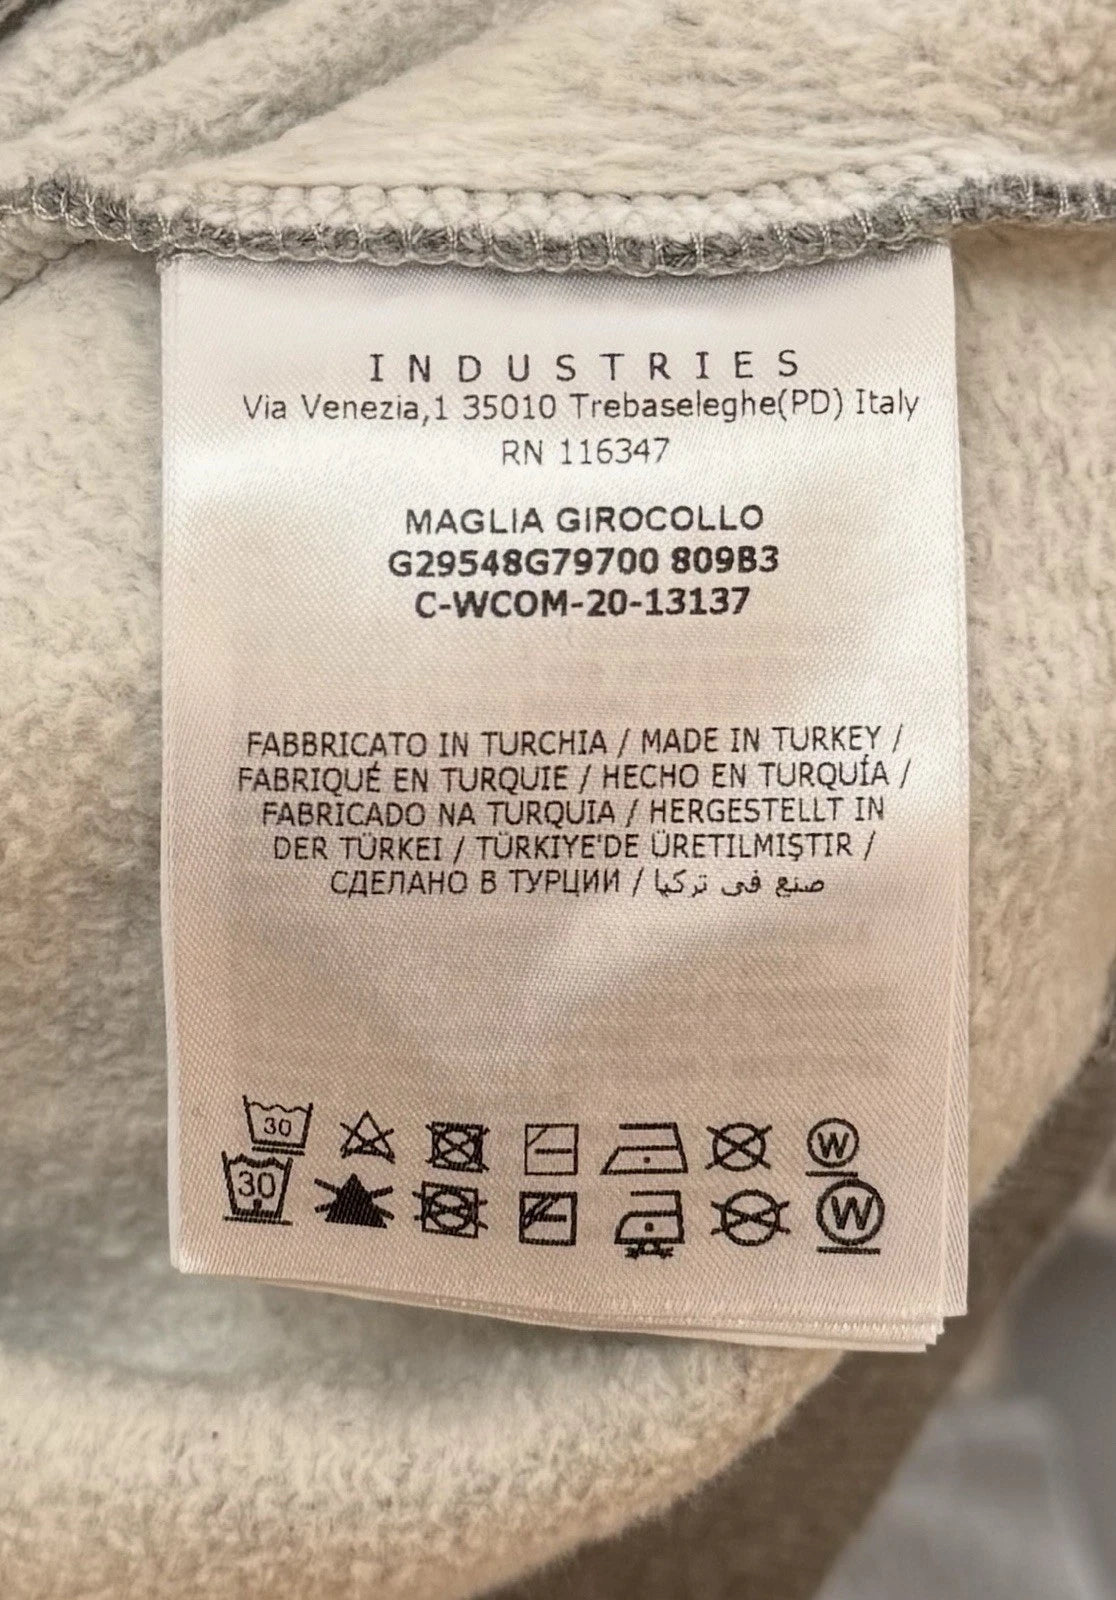 INDUSTRIES
Via Venezia,1 35010 Trebaseleghe(PD) Italy
RN 116347
MAGLIA GIROCOLLO
G29548G79700 809B3
C-WCOM-20-13137
FABBRICATO IN TURCHIA / MADE IN TURKEY /
FABRIQUÉ EN TURQUIE / HECHO EN TURQUÍA /
FABRICADO NA TURQUIA / HERGESTELLT IN
DER TÜRKEI / TÜRKIYE'DE ÜRETILMIŞTIR /
СДЕЛАНО В ТУРЦИИ / صنع في تركيا
30 W
30 W